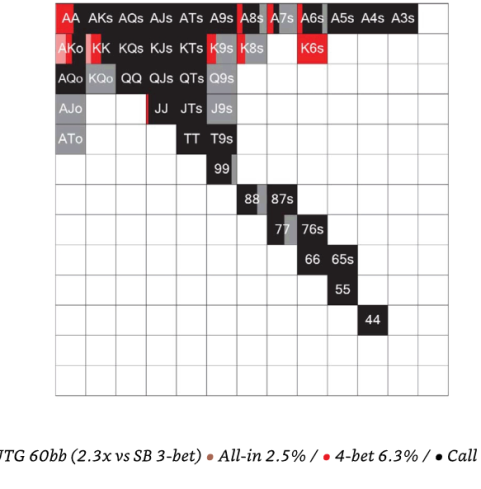 AA AKs AQs AJs ATs A9s A8s A7s A6s A5s A4s A3s
AKo KK KQs KJs KTs K9s K8s K6s
AQo KQo QQ QJs QTs Q9s
AJo JJ JTs J9s
ATo TT T9s
99
88 87s
77 76s
66 65s
55
44
UTG 60bb (2.3x vs SB 3-bet) • All-in 2.5% / • 4-bet 6.3% / • Call